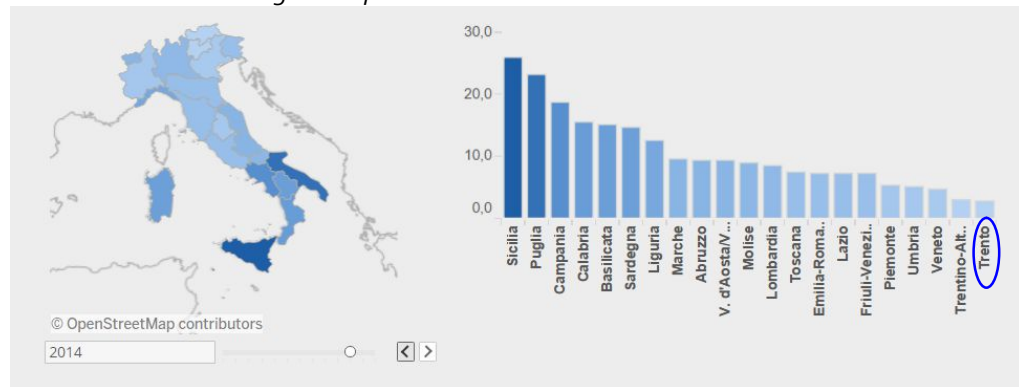 30,0
20,0
10,0
0,0
Sicilia
Puglia
Campania
Calabria
Basilicata
Sardegna
Liguria
Marche
Abruzzo
V. d'Aosta/V...
Molise
Lombardia
Toscana
Emilia-Roma..
Lazio
Friuli-Venezi..
Piemonte
Umbria
Veneto
Trentino-Alt..
Trento
© OpenStreetMap contributors
2014
< >